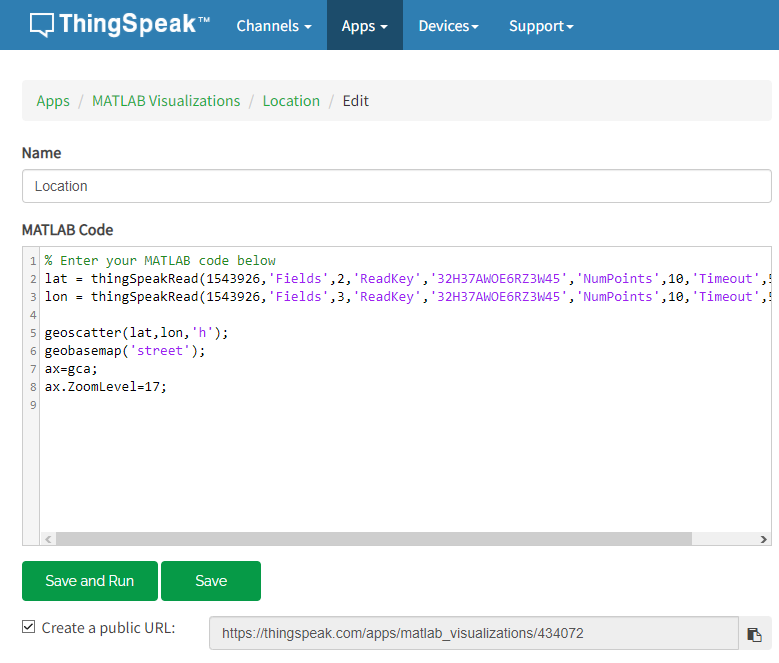 ThingSpeak™ Channels Apps Devices Support
Apps / MATLAB Visualizations / Location / Edit
Name
Location
MATLAB Code
1 % Enter your MATLAB code below
2 lat = thingSpeakRead(1543926,'Fields',2,'ReadKey','32H37AWOE6RZ3W45','NumPoints',10,'Timeout',5
3 lon = thingSpeakRead(1543926,'Fields',3,'ReadKey','32H37AWOE6RZ3W45','NumPoints',10,'Timeout',5
4
5 geoscatter(lat,lon,'h');
6 geobasemap('street');
7 ax=gca;
8 ax.ZoomLevel=17;
9
Save and Run Save
Create a public URL: https://thingspeak.com/apps/matlab_visualizations/434072